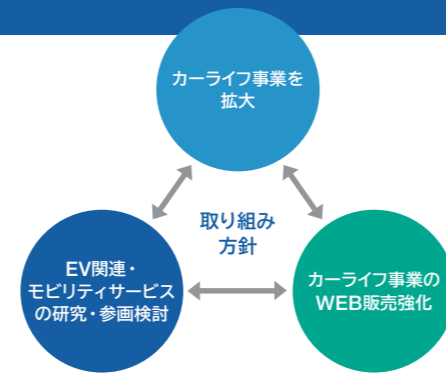 カーライフ事業を
拡大
取り組み
方針
EV関連・
モビリティサービス
の研究・参画検討
カーライフ事業の
WEB販売強化